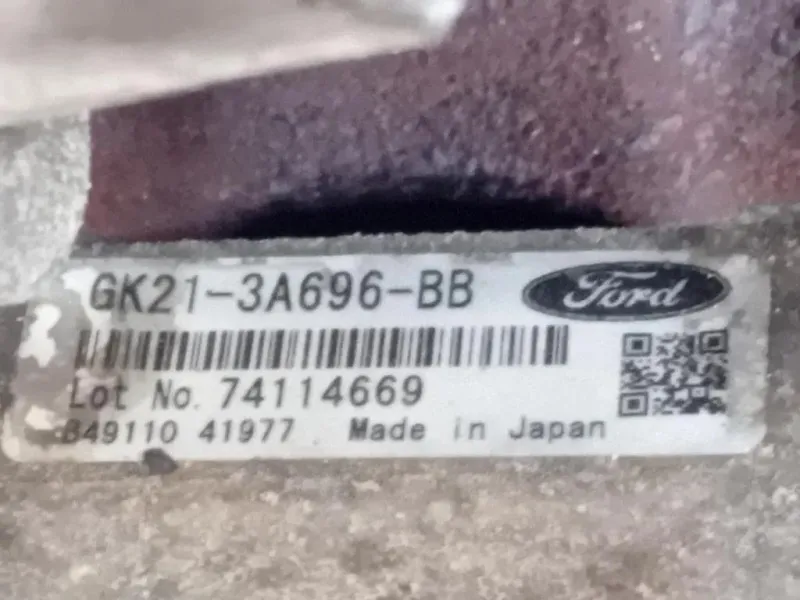 GK21-3A696-BB Ford
Lot No. 74114669
B49110 41977 Made in Japan